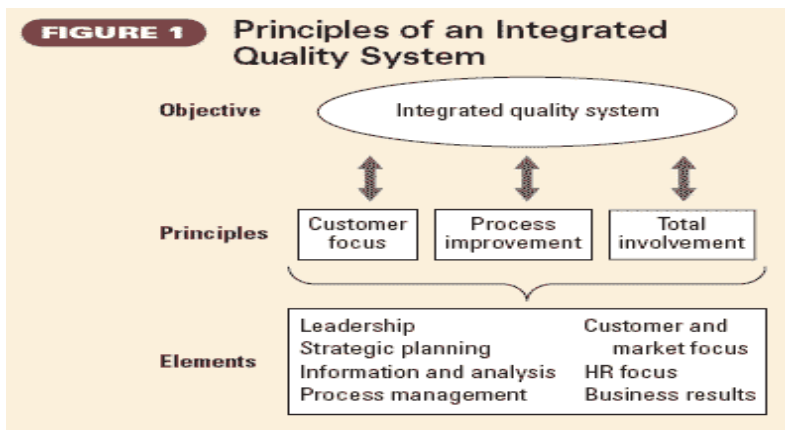 FIGURE 1
Principles of an Integrated
Quality System
Objective
Integrated quality system
Principles
Customer
focus
Process
improvement
Total
involvement
Elements
Leadership
Strategic planning
Information and analysis
Process management
Customer and
market focus
HR focus
Business results